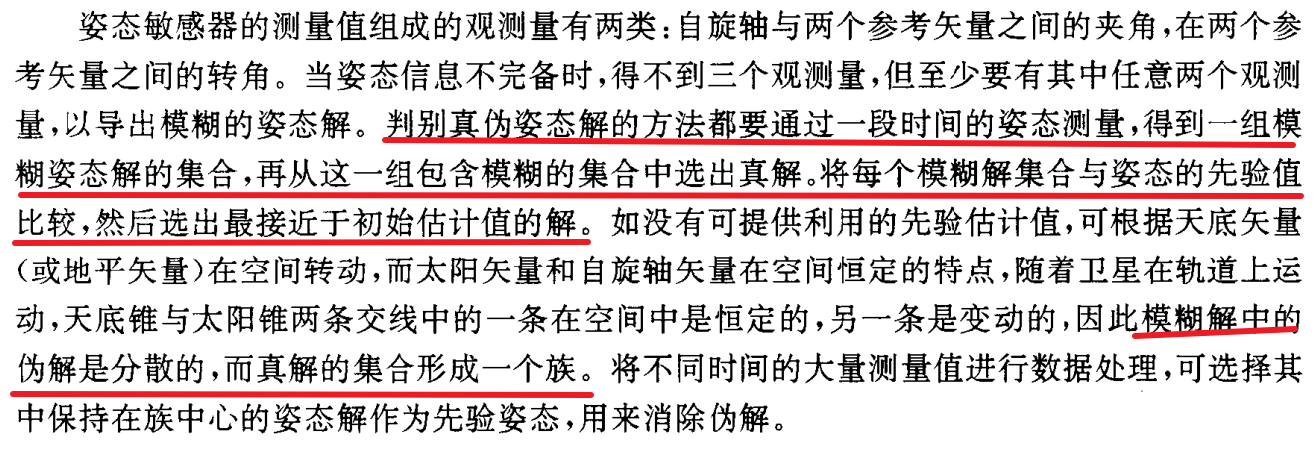 姿态敏感器的测量值组成的观测量有两类:自旋轴与两个参考矢量之间的夹角,在两个参
考矢量之间的转角。当姿态信息不完备时,得不到三个观测量,但至少要有其中任意两个观测
量,以导出模糊的姿态解。判别真伪姿态解的方法都要通过一段时间的姿态测量,得到一组模
糊姿态解的集合,再从这一组包含模糊的集合中选出真解。将每个模糊解集合与姿态的先验值
比较,然后选出最接近于初始估计值的解。如没有可提供利用的先验估计值,可根据天底矢量
(或地平矢量)在空间转动,而太阳矢量和自旋轴矢量在空间恒定的特点,随着卫星在轨道上运
动,天底锥与太阳锥两条交线中的一条在空间中是恒定的,另一条是变动的,因此模糊解中的
伪解是分散的,而真解的集合形成一个族。将不同时间的大量测量值进行数据处理,可选择其
中保持在族中心的姿态解作为先验姿态,用来消除伪解。